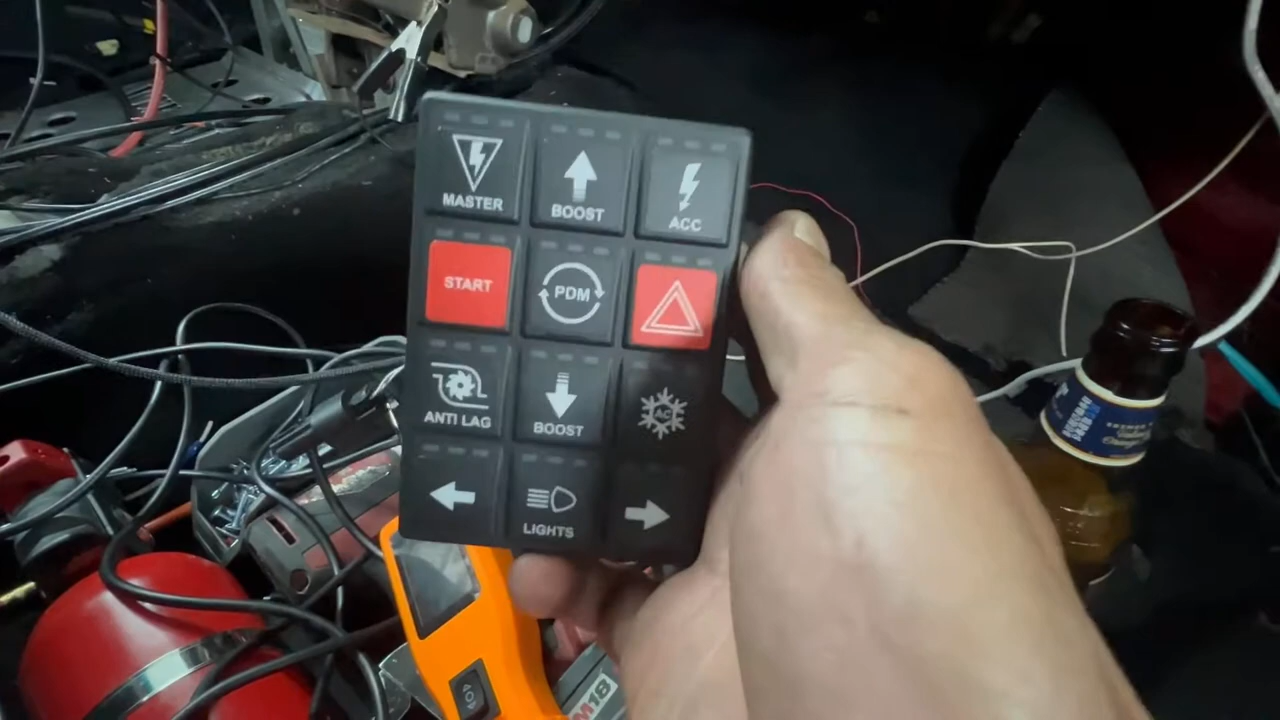 MASTER
BOOST
ACC
START
PDM
ANTI LAG
BOOST
AC
LIGHTS
M18